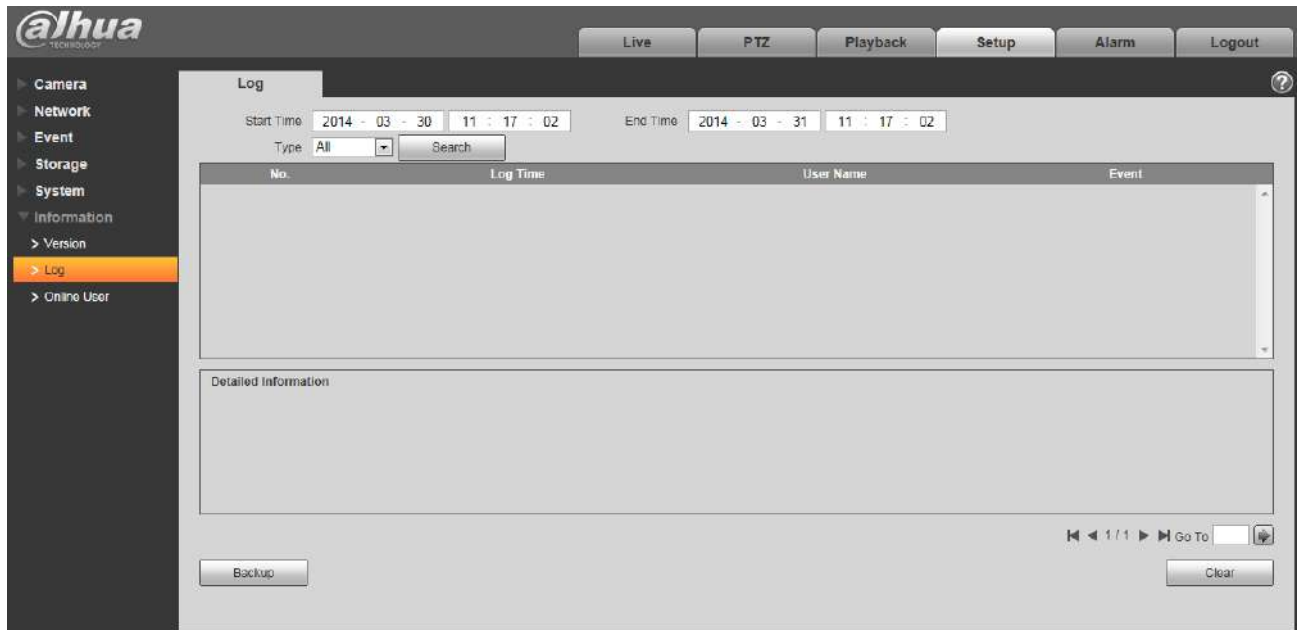 alhua
TECHNOLOGY
Live PTZ Playback Setup Alarm Logout
Camera
Network
Event
Storage
System
Information
> Version
> Log
> Online User
Log
?
Start Time 2014 - 03 - 30 11 : 17 : 02 End Time 2014 - 03 - 31 11 : 17 : 02
Type All Search
No. Log Time User Name Event
Detailed Information
1 / 1 Go To
Backup Clear